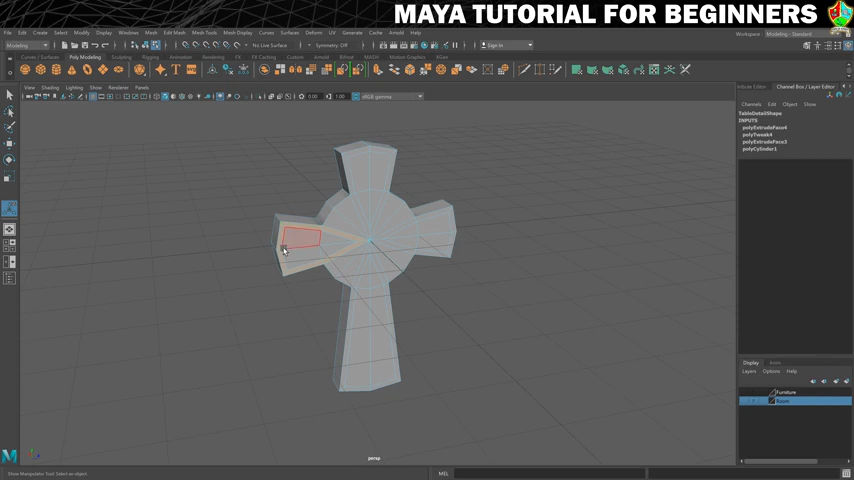 MAYA TUTORIAL FOR BEGINNERS
File Edit Create Select Modify Display Windows Mesh Edit Mesh Mesh Tools Mesh Display Curves Surfaces Deform UV Generate Cache Arnold Help
Workspace: Modeling - Standard
Modeling
No Live Surface
Symmetry: Off
Sign In
Curves / Surfaces Poly Modeling Sculpting Rigging Animation Rendering FX FX Caching Custom Arnold Bifrost MASH Motion Graphics XGen
View Shading Lighting Show Renderer Panels
0.00 1.00 sRGB gamma
Channel Box / Layer Editor
Channels Edit Object Show
TableDetailShape
INPUTS
polyExtrudeFace4
polyTweak4
polyExtrudeFace3
polyCylinder1
Display Anim
Layers Options Help
Furniture
Room
persp
Show Manipulator Tool: Select an object.
MEL